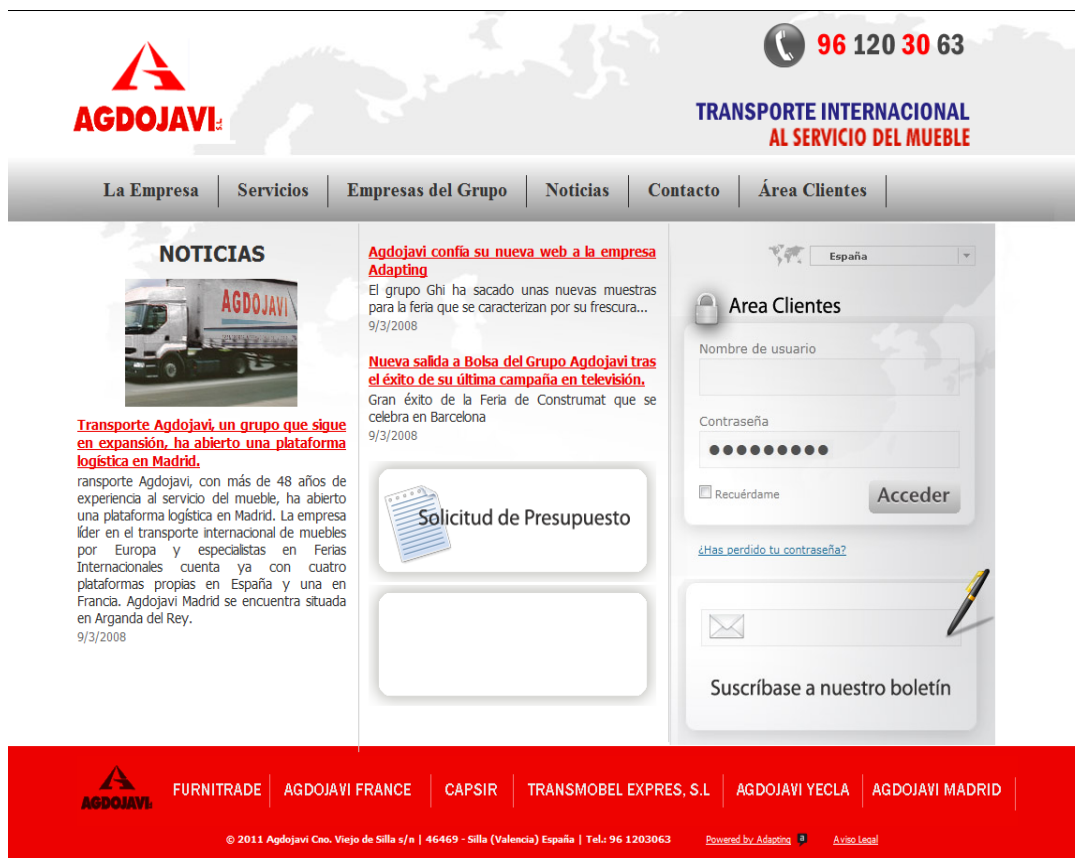 96 120 30 63
AGDOJAVI S.L.
TRANSPORTE INTERNACIONAL
AL SERVICIO DEL MUEBLE
La Empresa
Servicios
Empresas del Grupo
Noticias
Contacto
Área Clientes
NOTICIAS
AGDOJAVI
Transporte Agdojavi, un grupo que sigue
en expansión, ha abierto una plataforma
logística en Madrid.
ransporte Agdojavi, con más de 48 años de
experiencia al servicio del mueble, ha abierto
una plataforma logística en Madrid. La empresa
líder en el transporte internacional de muebles
por Europa y especialistas en Ferias
Internacionales cuenta ya con cuatro
plataformas propias en España y una en
Francia. Agdojavi Madrid se encuentra situada
en Arganda del Rey.
9/3/2008
Agdojavi confía su nueva web a la empresa
Adapting
El grupo Ghi ha sacado unas nuevas muestras
para la feria que se caracterizan por su frescura...
9/3/2008
Nueva salida a Bolsa del Grupo Agdojavi tras
el éxito de su última campaña en televisión.
Gran éxito de la Feria de Construmat que se
celebra en Barcelona
9/3/2008
Solicitud de Presupuesto
España
Area Clientes
Nombre de usuario
Contraseña
Recuérdame
Acceder
¿Has perdido tu contraseña?
Suscríbase a nuestro boletín
AGDOJAVI
FURNITRADE
AGDOJAVI FRANCE
CAPSIR
TRANSMOBEL EXPRES, S.L
AGDOJAVI YECLA
AGDOJAVI MADRID
© 2011 Agdojavi Cno. Viejo de Silla s/n | 46469 - Silla (Valencia) España | Tel.: 96 1203063
Powered by Adapting a
Aviso Legal